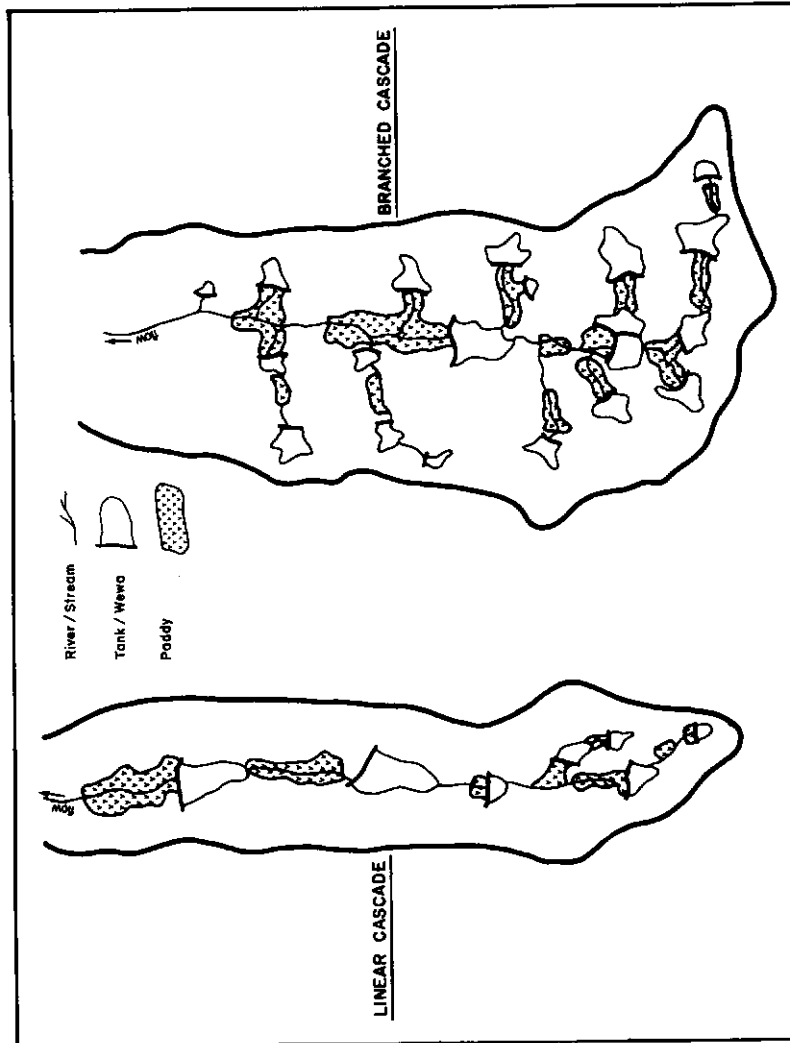 BRANCHED CASCADE
flow
River / Stream
Tank / Wewa
Paddy
flow
LINEAR CASCADE